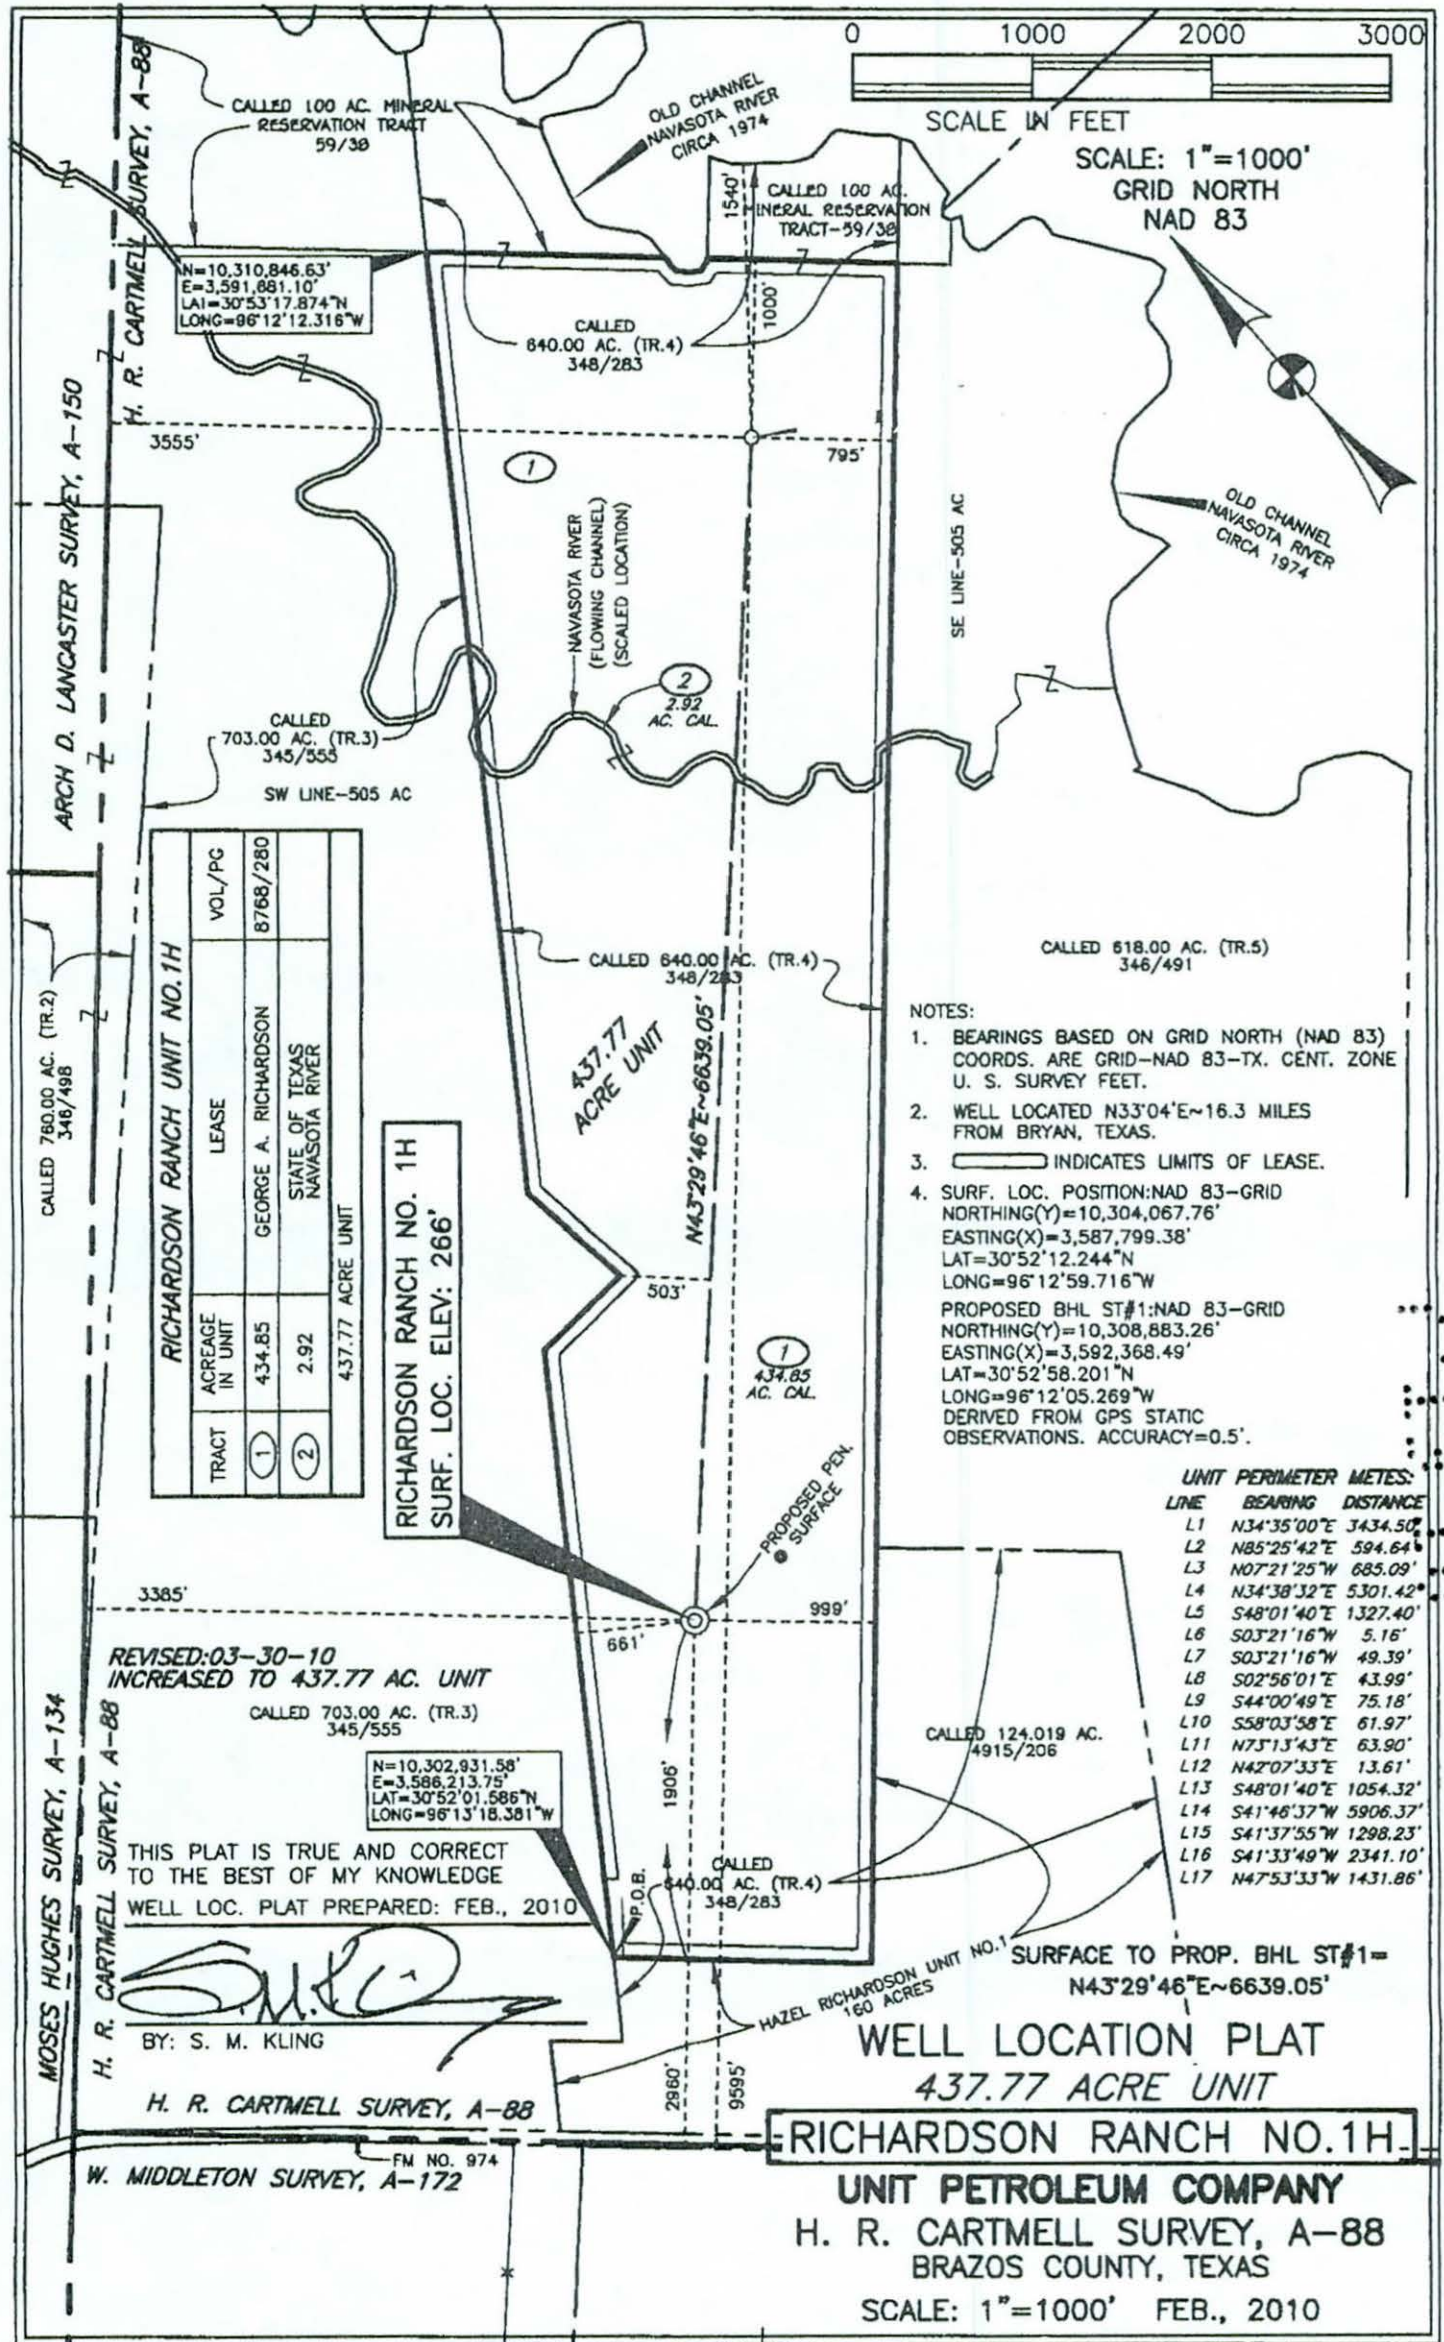 0 1000 2000 3000
SCALE IN FEET
SCALE: 1"=1000'
GRID NORTH
NAD 83
H. R. CARTMELL SURVEY, A-88
CALLED 100 AC. MINERAL
RESERVATION TRACT
59/38
OLD CHANNEL
NAVASOTA RIVER
CIRCA 1974
1540'
CALLED 100 AC.
MINERAL RESERVATION
TRACT-59/38
N=10,310,846.63'
E=3,591,881.10'
LAT=30°53'17.874"N
LONG=96°12'12.316"W
CALLED
640.00 AC. (TR.4)
348/283
1000'
3555'
795'
1
ARCH D. LANCASTER SURVEY, A-150
NAVASOTA RIVER
(FLOWING CHANNEL)
(SCALED LOCATION)
SE LINE-505 AC
OLD CHANNEL
NAVASOTA RIVER
CIRCA 1974
2
2.92
AC. CAL.
CALLED
703.00 AC. (TR.3)
345/555
SW LINE-505 AC
RICHARDSON RANCH UNIT NO.1H
TRACT ACREAGE IN UNIT LEASE VOL/PG
1 434.85 GEORGE A. RICHARDSON 8768/280
2 2.92 STATE OF TEXAS NAVASOTA RIVER
437.77 ACRE UNIT
CALLED 760.00 AC. (TR.2)
346/498
CALLED 640.00 AC. (TR.4)
348/283
CALLED 618.00 AC. (TR.5)
346/491
437.77
ACRE UNIT
N43°29'46"E~6639.05'
NOTES:
1. BEARINGS BASED ON GRID NORTH (NAD 83)
COORDS. ARE GRID-NAD 83-TX. CENT. ZONE
U. S. SURVEY FEET.
2. WELL LOCATED N33°04'E~16.3 MILES
FROM BRYAN, TEXAS.
3. INDICATES LIMITS OF LEASE.
4. SURF. LOC. POSITION:NAD 83-GRID
NORTHING(Y)=10,304,067.76'
EASTING(X)=3,587,799.38'
LAT=30°52'12.244"N
LONG=96°12'59.716"W
PROPOSED BHL ST#1:NAD 83-GRID
NORTHING(Y)=10,308,883.26'
EASTING(X)=3,592,368.49'
LAT=30°52'58.201"N
LONG=96°12'05.269"W
DERIVED FROM GPS STATIC
OBSERVATIONS. ACCURACY=0.5'.
RICHARDSON RANCH NO. 1H
SURF. LOC. ELEV: 266'
503'
1
434.85
AC. CAL.
PROPOSED PEN.
SURFACE
UNIT PERIMETER METES:
LINE BEARING DISTANCE
L1 N34°35'00"E 3434.50'
L2 N85°25'42"E 594.64'
L3 N07°21'25"W 685.09'
L4 N34°38'32"E 5301.42'
L5 S48°01'40"E 1327.40'
L6 S03°21'16"W 5.16'
L7 S03°21'16"W 49.39'
L8 S02°56'01"E 43.99'
L9 S44°00'49"E 75.18'
L10 S58°03'58"E 61.97'
L11 N73°13'43"E 63.90'
L12 N42°07'33"E 13.61'
L13 S48°01'40"E 1054.32'
L14 S41°46'37"W 5906.37'
L15 S41°37'55"W 1298.23'
L16 S41°33'49"W 2341.10'
L17 N47°53'33"W 1431.86'
3385'
661'
999'
REVISED:03-30-10
INCREASED TO 437.77 AC. UNIT
CALLED 703.00 AC. (TR.3)
345/555
MOSES HUGHES SURVEY, A-134
H. R. CARTMELL SURVEY, A-88
N=10,302,931.58'
E=3,586,213.75'
LAT=30°52'01.586"N
LONG=96°13'18.381"W
1906'
CALLED 124.019 AC.
4915/206
THIS PLAT IS TRUE AND CORRECT
TO THE BEST OF MY KNOWLEDGE
WELL LOC. PLAT PREPARED: FEB., 2010
P.O.B.
CALLED
640.00 AC. (TR.4)
348/283
BY: S. M. KLING
HAZEL RICHARDSON UNIT NO.1
160 ACRES
SURFACE TO PROP. BHL ST#1=
N43°29'46"E~6639.05'
2960'
9595'
H. R. CARTMELL SURVEY, A-88
FM NO. 974
W. MIDDLETON SURVEY, A-172
WELL LOCATION PLAT
437.77 ACRE UNIT
RICHARDSON RANCH NO.1H
UNIT PETROLEUM COMPANY
H. R. CARTMELL SURVEY, A-88
BRAZOS COUNTY, TEXAS
SCALE: 1"=1000' FEB., 2010